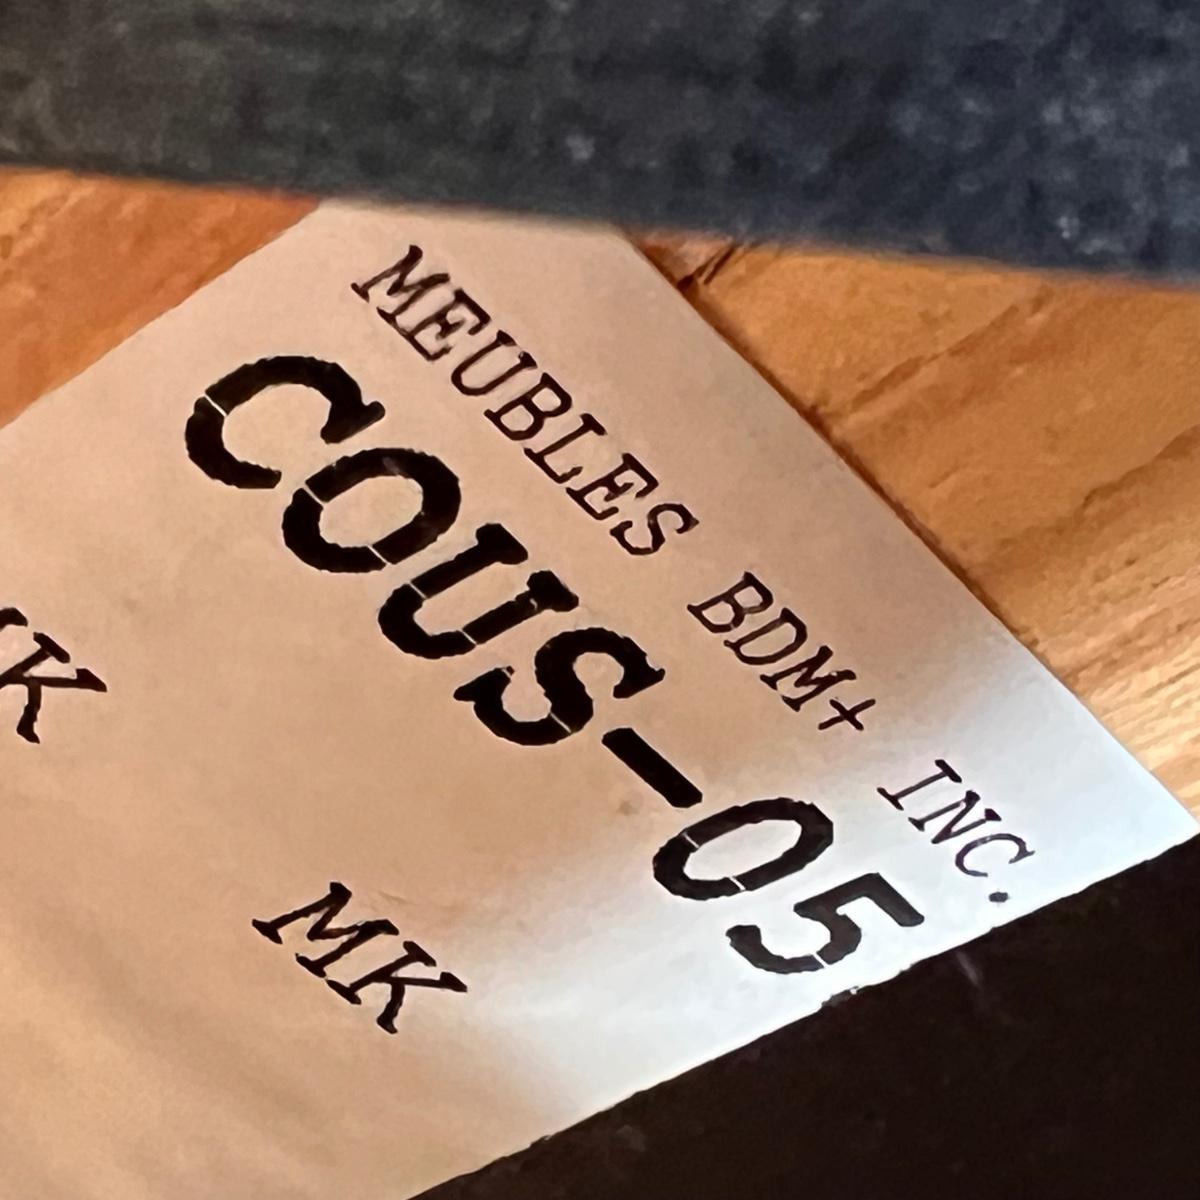 MEUBLES BDM+ INC.
COUS-05
MK